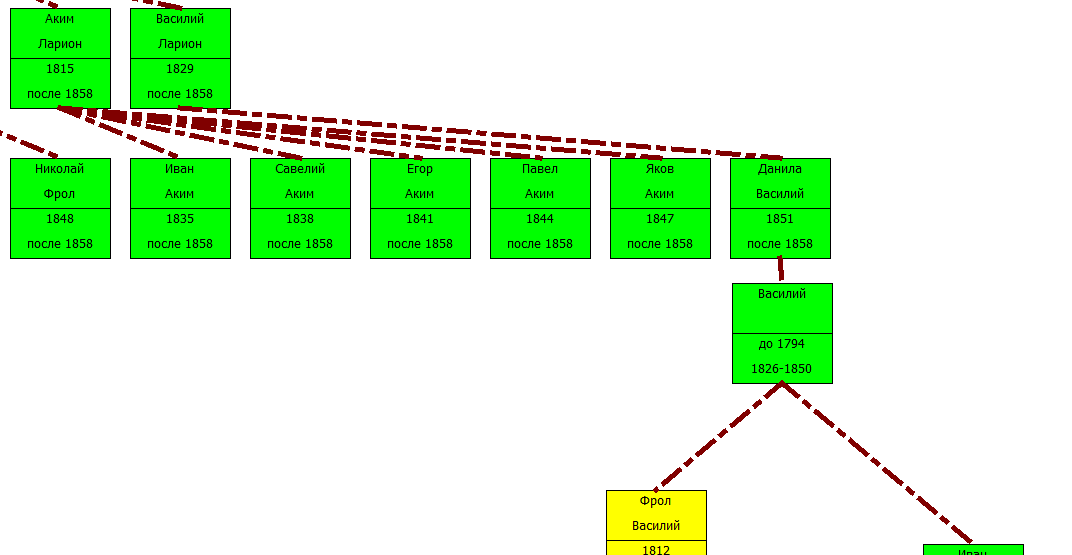 Аким
Ларион
1815
после 1858
Василий
Ларион
1829
после 1858
Николай
Фрол
1848
после 1858
Иван
Аким
1835
после 1858
Савелий
Аким
1838
после 1858
Егор
Аким
1841
после 1858
Павел
Аким
1844
после 1858
Яков
Аким
1847
после 1858
Данила
Василий
1851
после 1858
Василий
до 1794
1826-1850
Фрол
Василий
1812
Иван